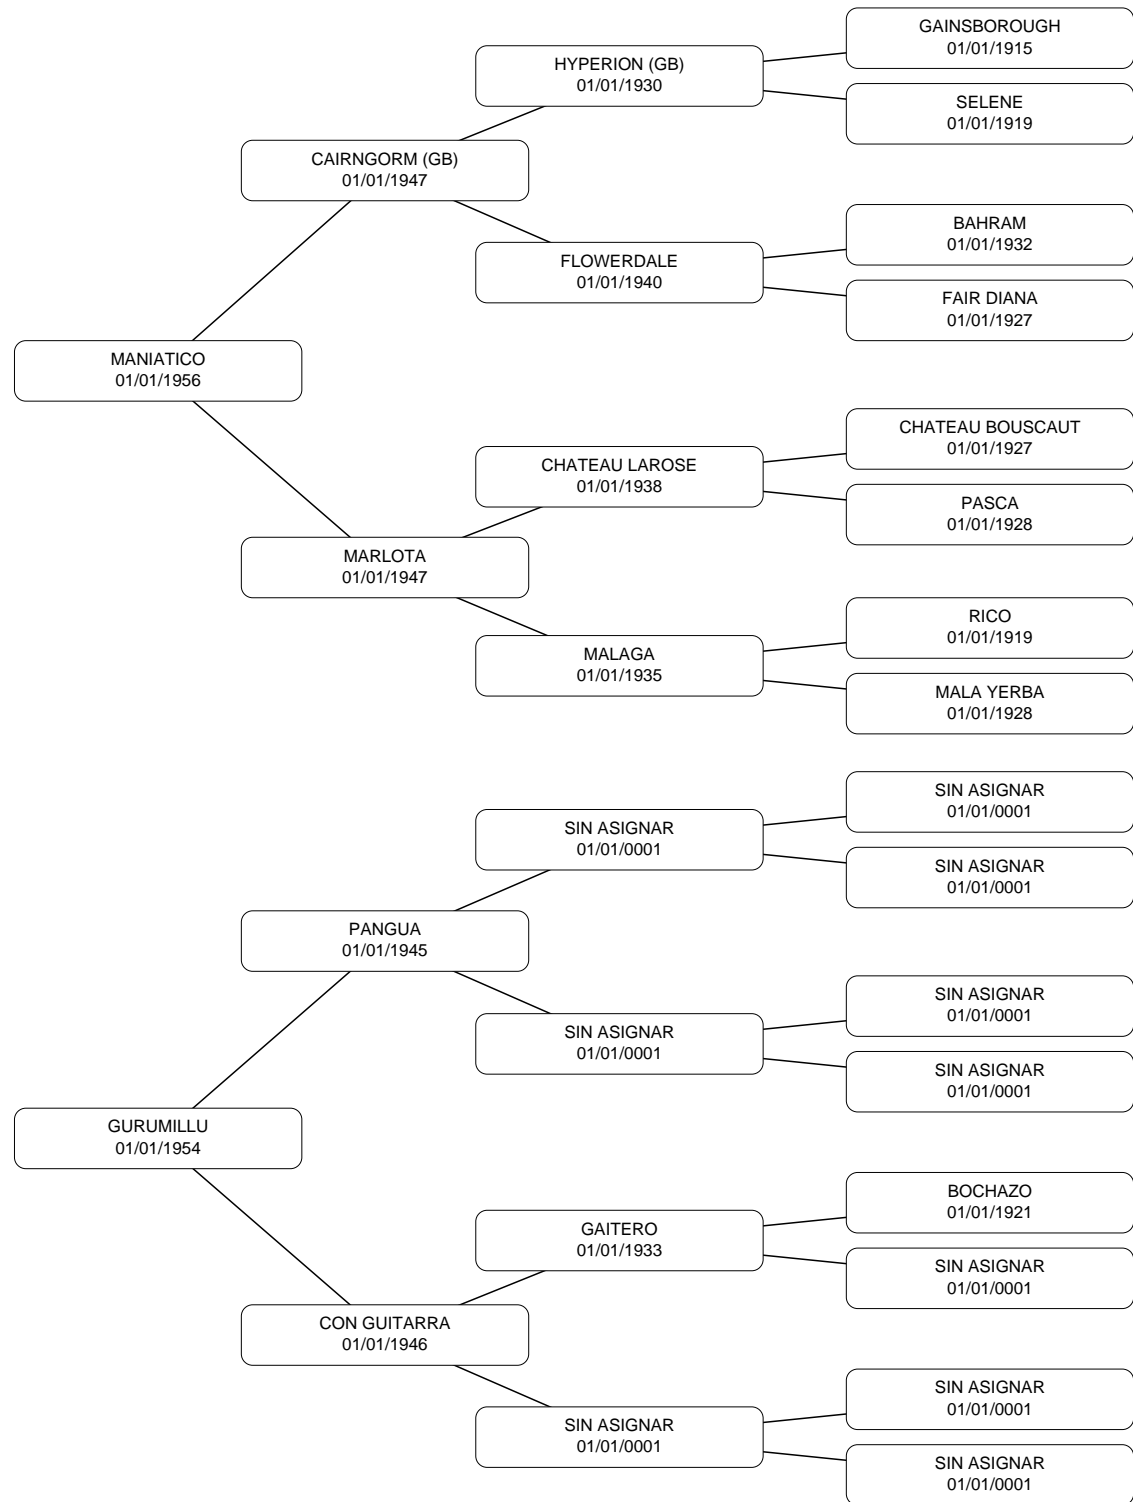 GAINSBOROUGH
01/01/1915
HYPERION (GB)
01/01/1930
SELENE
01/01/1919
CAIRNGORM (GB)
01/01/1947
BAHRAM
01/01/1932
FLOWERDALE
01/01/1940
FAIR DIANA
01/01/1927
MANIATICO
01/01/1956
CHATEAU BOUSCAUT
01/01/1927
CHATEAU LAROSE
01/01/1938
PASCA
01/01/1928
MARLOTA
01/01/1947
RICO
01/01/1919
MALAGA
01/01/1935
MALA YERBA
01/01/1928
SIN ASIGNAR
01/01/0001
SIN ASIGNAR
01/01/0001
SIN ASIGNAR
01/01/0001
PANGUA
01/01/1945
SIN ASIGNAR
01/01/0001
SIN ASIGNAR
01/01/0001
SIN ASIGNAR
01/01/0001
GURUMILLU
01/01/1954
BOCHAZO
01/01/1921
GAITERO
01/01/1933
SIN ASIGNAR
01/01/0001
CON GUITARRA
01/01/1946
SIN ASIGNAR
01/01/0001
SIN ASIGNAR
01/01/0001
SIN ASIGNAR
01/01/0001